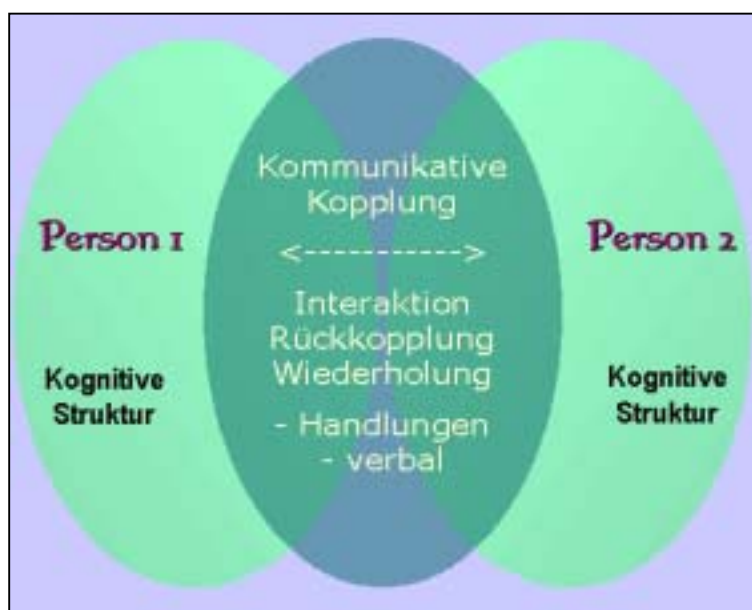 Kommunikative
Kopplung
Person 1
<----------->
Person 2
Interaktion
Rückkopplung
Wiederholung
Kognitive
Struktur
Kognitive
Struktur
- Handlungen
- verbal